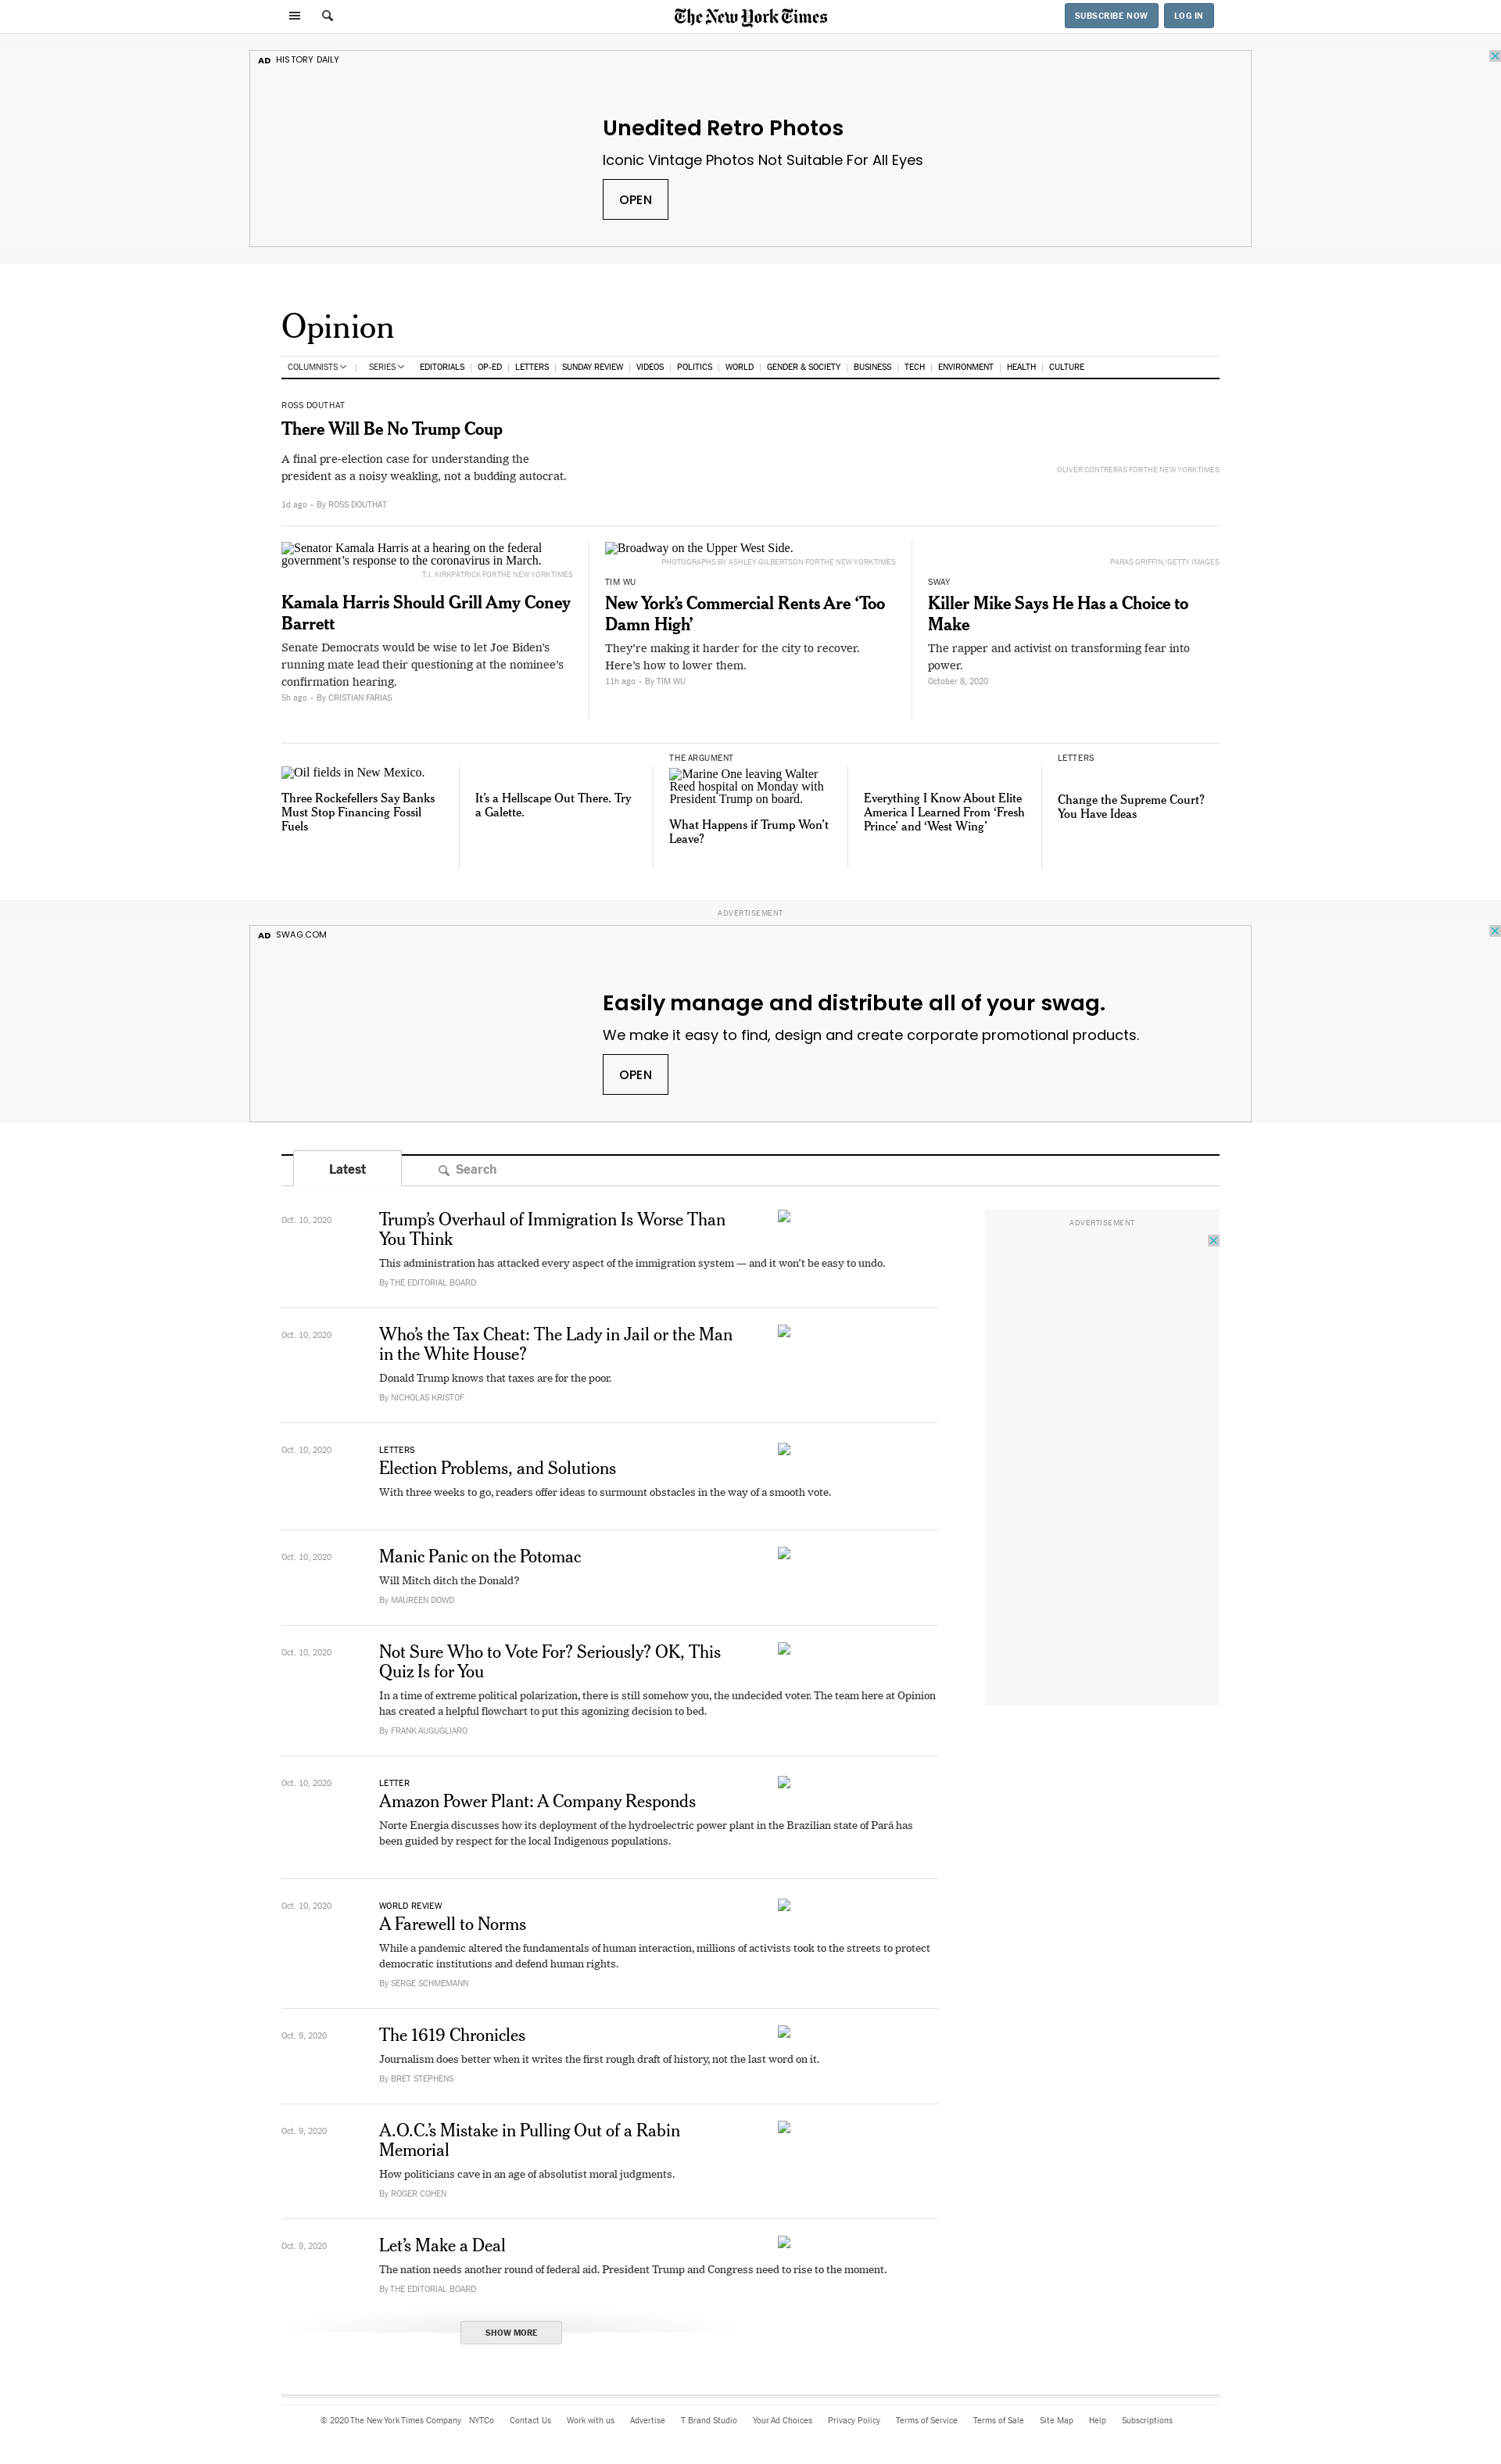 The New York Times
SUBSCRIBE NOW
LOG IN
AD HISTORY DAILY
Unedited Retro Photos
Iconic Vintage Photos Not Suitable For All Eyes
OPEN
Opinion
COLUMNISTS | SERIES EDITORIALS | OP-ED | LETTERS | SUNDAY REVIEW | VIDEOS | POLITICS | WORLD | GENDER & SOCIETY | BUSINESS | TECH | ENVIRONMENT | HEALTH | CULTURE
ROSS DOUTHAT
There Will Be No Trump Coup
A final pre-election case for understanding the
president as a noisy weakling, not a budding autocrat.
1d ago • By ROSS DOUTHAT
OLIVER CONTRERAS FOR THE NEW YORK TIMES
Senator Kamala Harris at a hearing on the federal
government’s response to the coronavirus in March.
T.J. KIRKPATRICK FOR THE NEW YORK TIMES
Kamala Harris Should Grill Amy Coney
Barrett
Senate Democrats would be wise to let Joe Biden’s
running mate lead their questioning at the nominee’s
confirmation hearing.
5h ago • By CRISTIAN FARIAS
Broadway on the Upper West Side.
PHOTOGRAPHS BY ASHLEY GILBERTSON FOR THE NEW YORK TIMES
TIM WU
New York’s Commercial Rents Are ‘Too
Damn High’
They’re making it harder for the city to recover.
Here’s how to lower them.
11h ago • By TIM WU
PARAS GRIFFIN/GETTY IMAGES
SWAY
Killer Mike Says He Has a Choice to
Make
The rapper and activist on transforming fear into
power.
October 8, 2020
Oil fields in New Mexico.
Three Rockefellers Say Banks
Must Stop Financing Fossil
Fuels
It’s a Hellscape Out There. Try
a Galette.
THE ARGUMENT
Marine One leaving Walter
Reed hospital on Monday with
President Trump on board.
What Happens if Trump Won’t
Leave?
Everything I Know About Elite
America I Learned From ‘Fresh
Prince’ and ‘West Wing’
LETTERS
Change the Supreme Court?
You Have Ideas
ADVERTISEMENT
AD SWAG.COM
Easily manage and distribute all of your swag.
We make it easy to find, design and create corporate promotional products.
OPEN
Latest
Search
Oct. 10, 2020
Trump’s Overhaul of Immigration Is Worse Than
You Think
This administration has attacked every aspect of the immigration system — and it won’t be easy to undo.
By THE EDITORIAL BOARD
ADVERTISEMENT
Oct. 10, 2020
Who’s the Tax Cheat: The Lady in Jail or the Man
in the White House?
Donald Trump knows that taxes are for the poor.
By NICHOLAS KRISTOF
Oct. 10, 2020
LETTERS
Election Problems, and Solutions
With three weeks to go, readers offer ideas to surmount obstacles in the way of a smooth vote.
Oct. 10, 2020
Manic Panic on the Potomac
Will Mitch ditch the Donald?
By MAUREEN DOWD
Oct. 10, 2020
Not Sure Who to Vote For? Seriously? OK, This
Quiz Is for You
In a time of extreme political polarization, there is still somehow you, the undecided voter. The team here at Opinion
has created a helpful flowchart to put this agonizing decision to bed.
By FRANK AUGUGLIARO
Oct. 10, 2020
LETTER
Amazon Power Plant: A Company Responds
Norte Energia discusses how its deployment of the hydroelectric power plant in the Brazilian state of Pará has
been guided by respect for the local Indigenous populations.
Oct. 10, 2020
WORLD REVIEW
A Farewell to Norms
While a pandemic altered the fundamentals of human interaction, millions of activists took to the streets to protect
democratic institutions and defend human rights.
By SERGE SCHMEMANN
Oct. 9, 2020
The 1619 Chronicles
Journalism does better when it writes the first rough draft of history, not the last word on it.
By BRET STEPHENS
Oct. 9, 2020
A.O.C.’s Mistake in Pulling Out of a Rabin
Memorial
How politicians cave in an age of absolutist moral judgments.
By ROGER COHEN
Oct. 9, 2020
Let’s Make a Deal
The nation needs another round of federal aid. President Trump and Congress need to rise to the moment.
By THE EDITORIAL BOARD
SHOW MORE
© 2020 The New York Times Company NYTCo Contact Us Work with us Advertise T Brand Studio Your Ad Choices Privacy Policy Terms of Service Terms of Sale Site Map Help Subscriptions